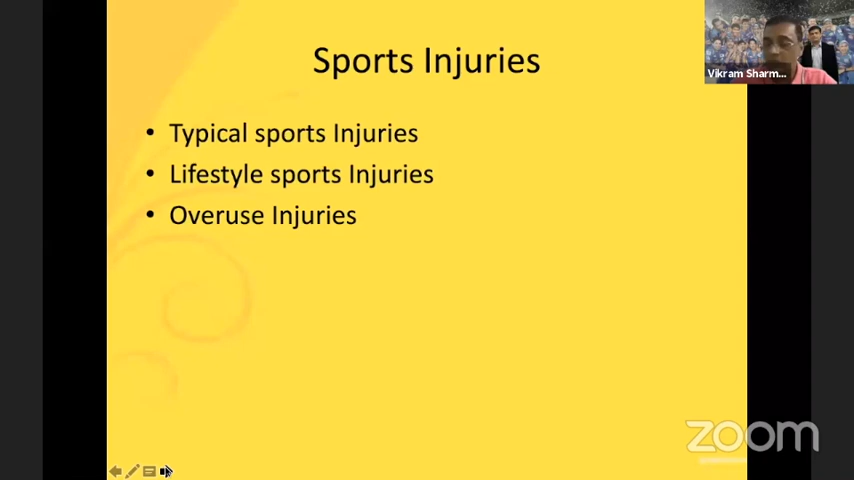 Sports Injuries
Vikram Sharm...
• Typical sports Injuries
• Lifestyle sports Injuries
• Overuse Injuries
zoom